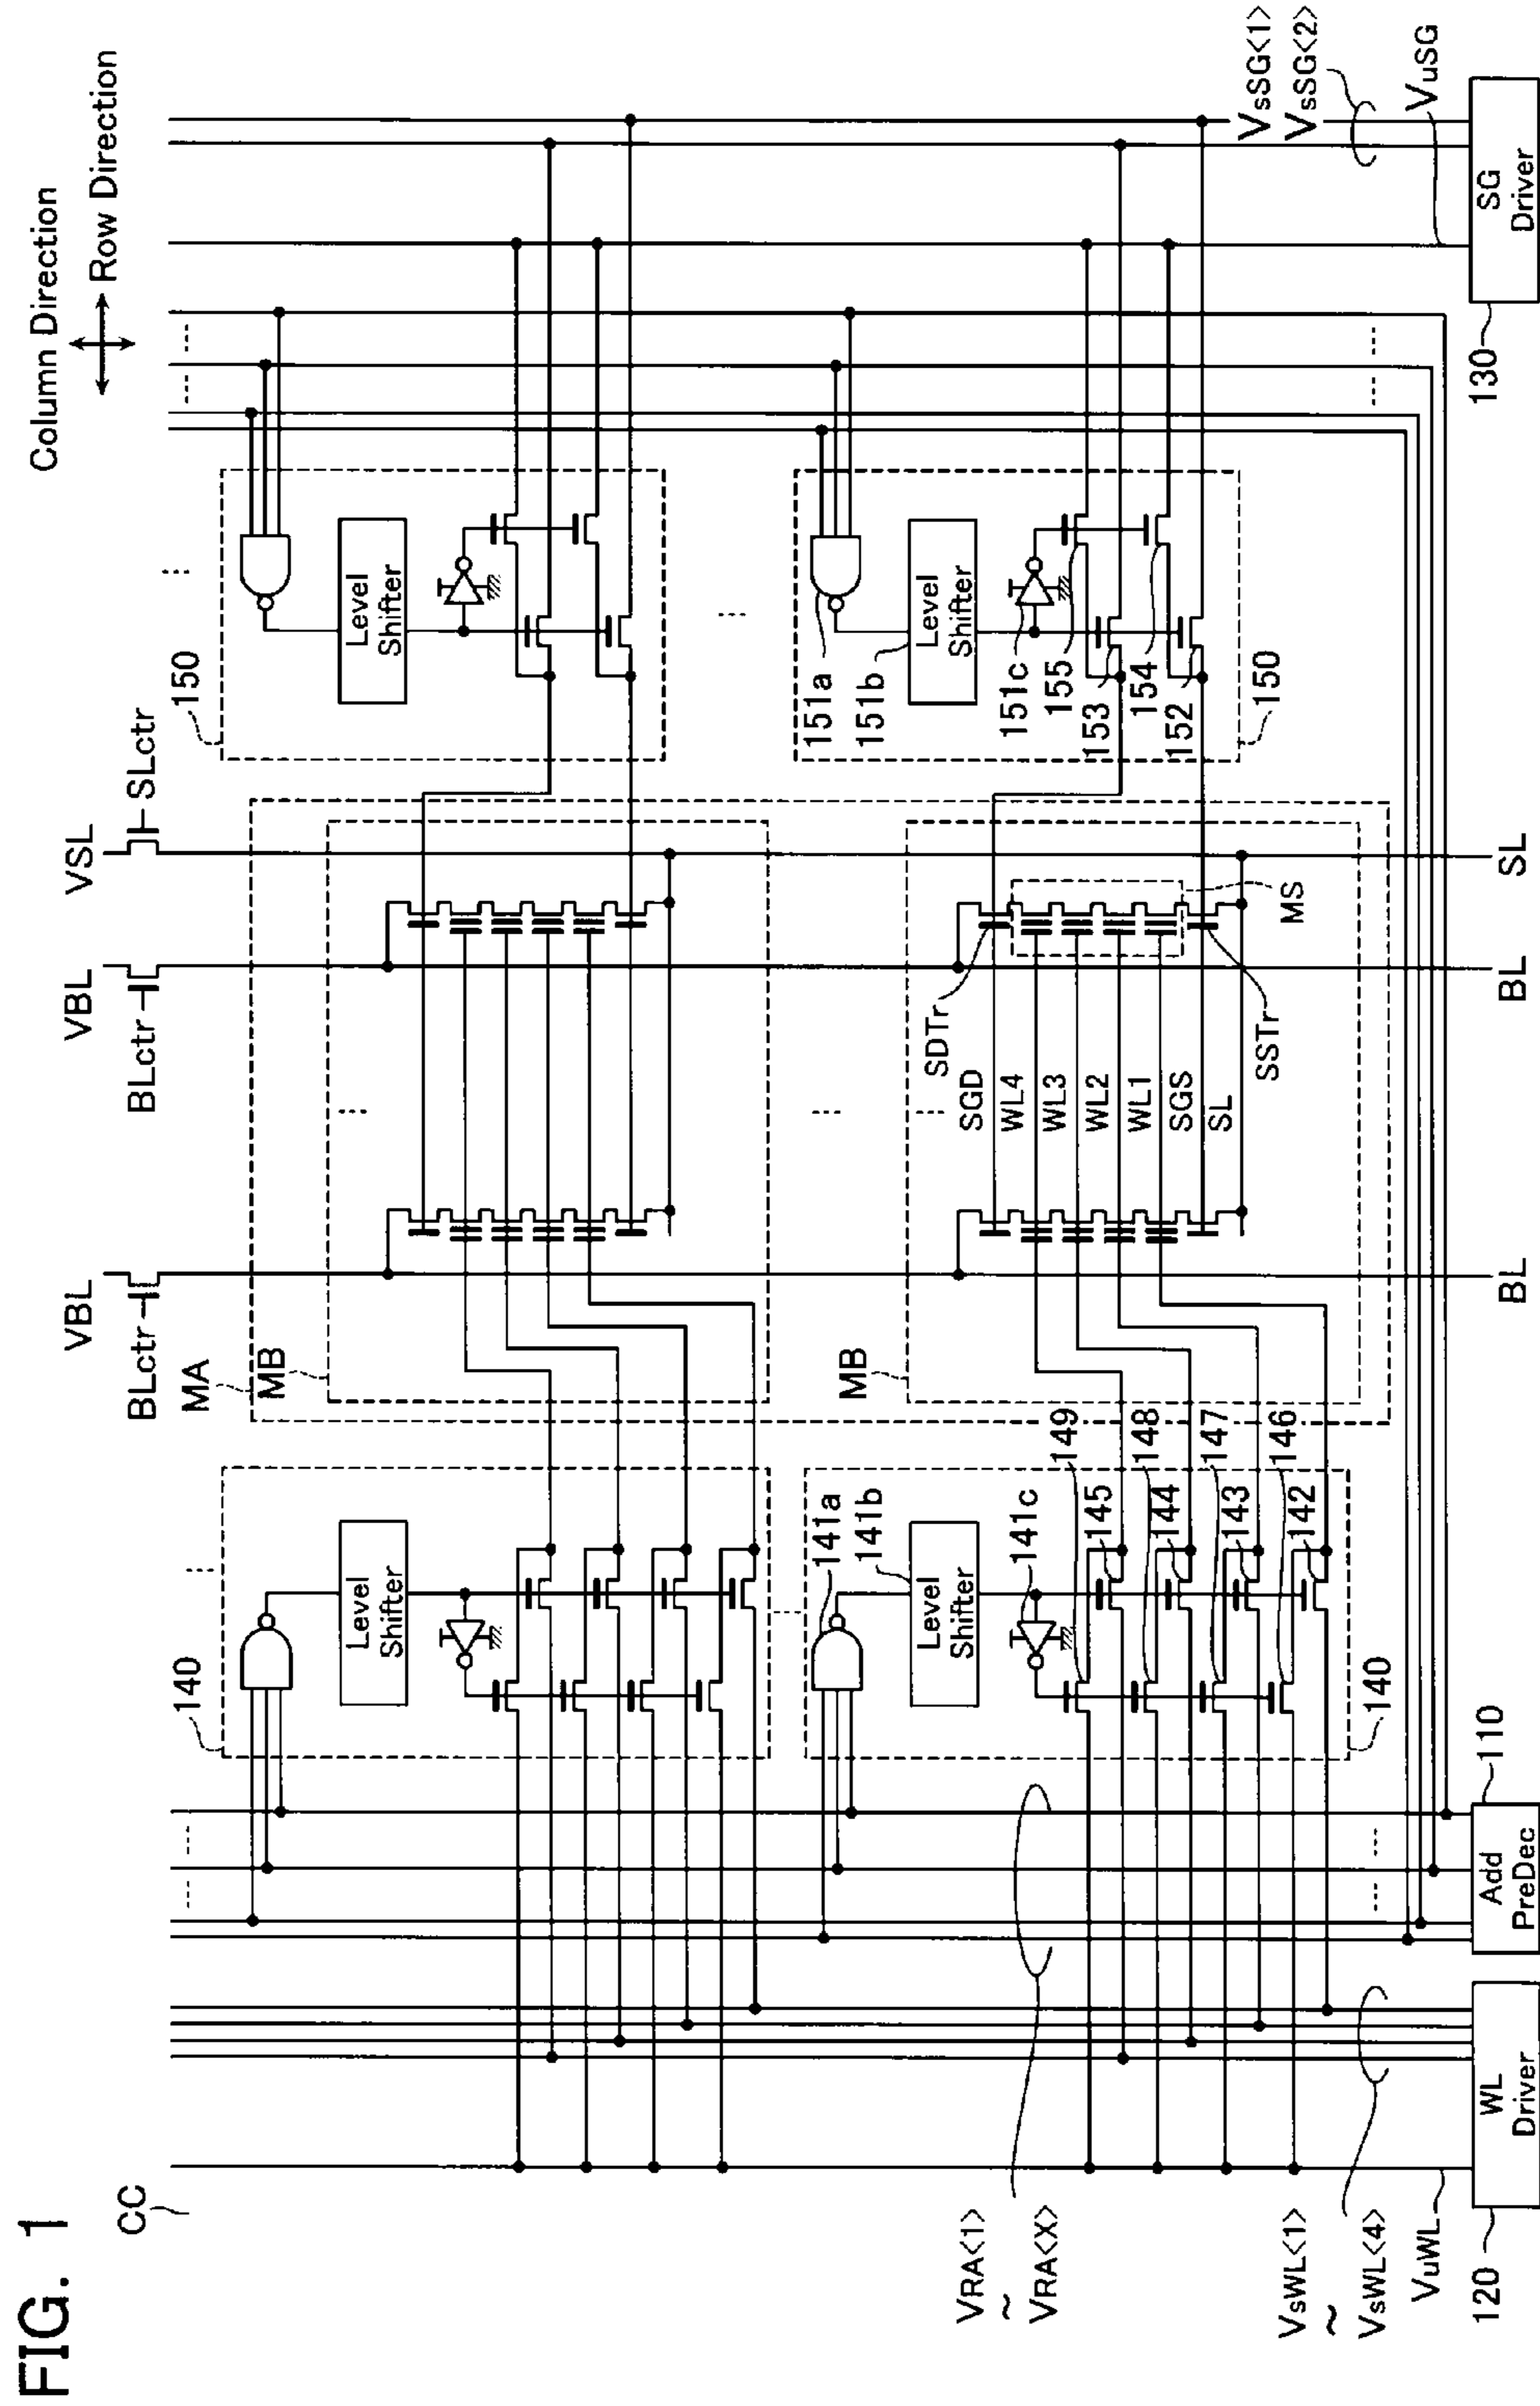 FIG. 1
CC
Column Direction
Row Direction
VBL
BLctr
VBL
BLctr
VSL
SLctr
MA
MB
140
150
Level
Shifter
Level
Shifter
MB
141a
141b
Level
Shifter
141c
149
145
148
144
147
143
146
142
140
SDTr
SGD
WL4
WL3
WL2
WL1
SGS
SL
SSTr
MS
151a
151b
Level
Shifter
151c
155
153
154
152
150
VRA<1>
~
VRA<X>
VsWL<1>
~
VsWL<4>
VuWL
VsSG<1>
VsSG<2>
VuSG
BL
BL
SL
120
WL
Driver
110
Add
PreDec
130
SG
Driver